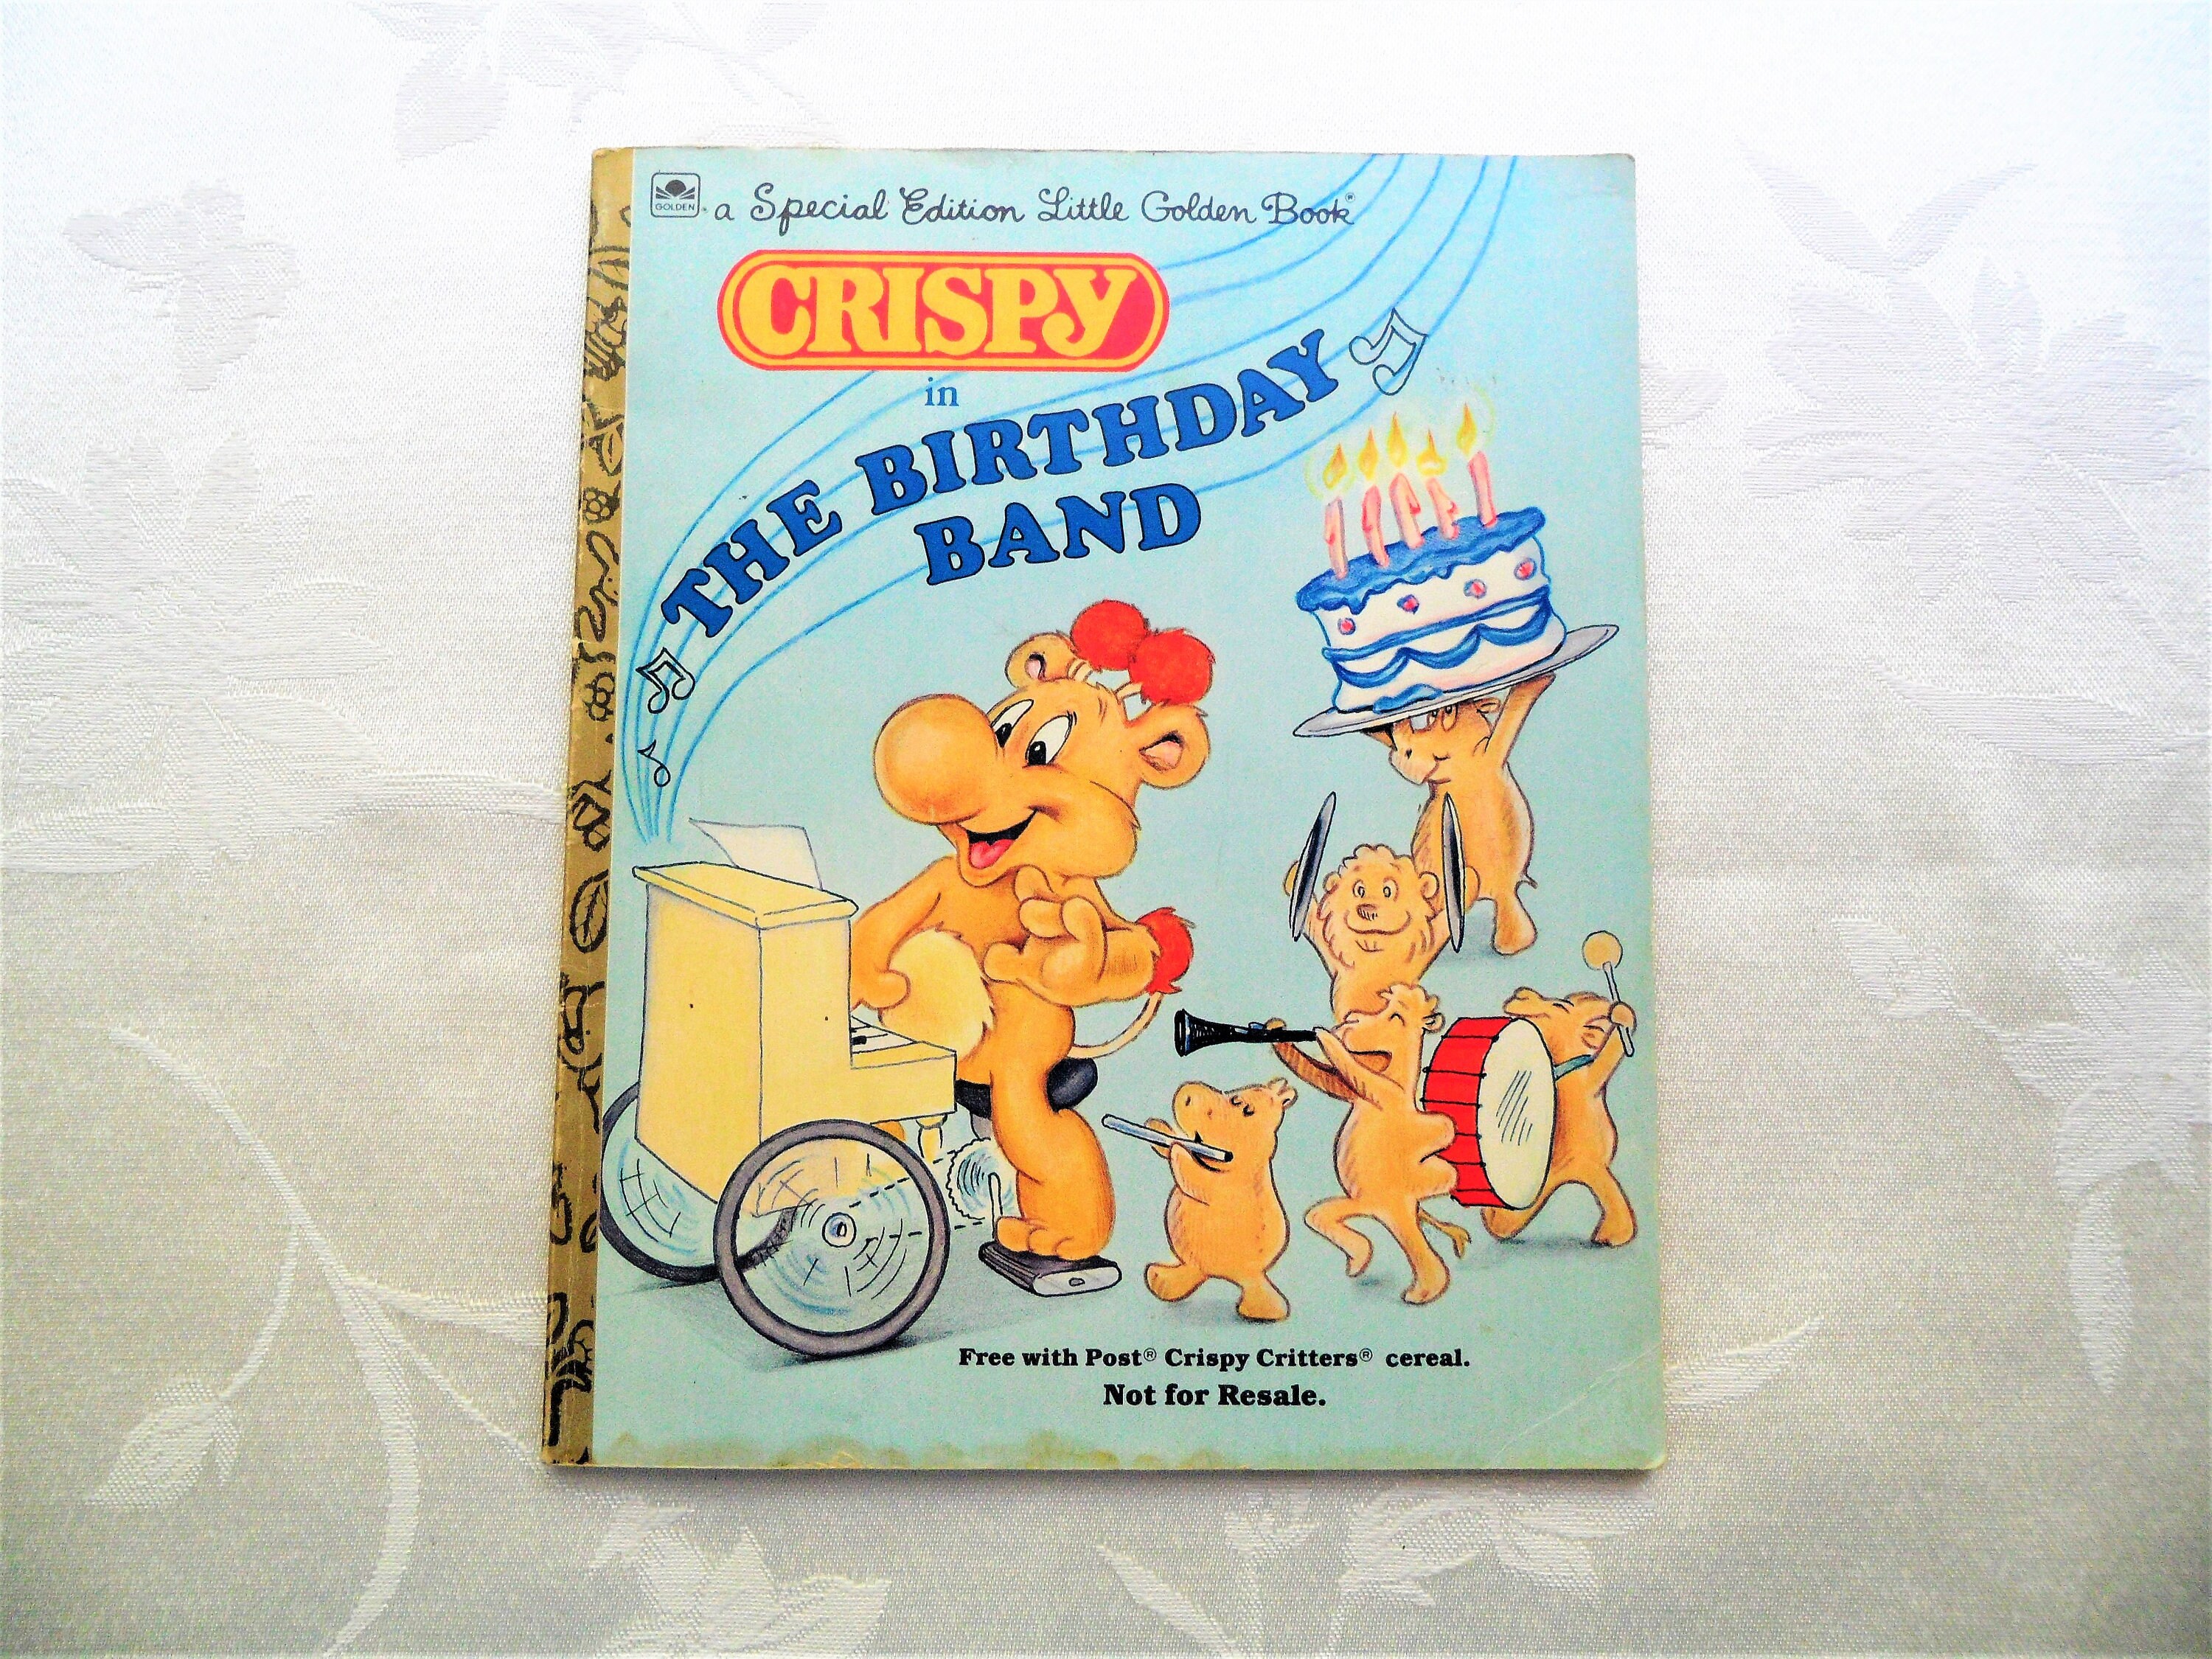 GOLDEN
a Special Edition Little Golden Book®
CRISPY
in
THE BIRTHDAY
BAND
Free with Post® Crispy Critters® cereal.
Not for Resale.